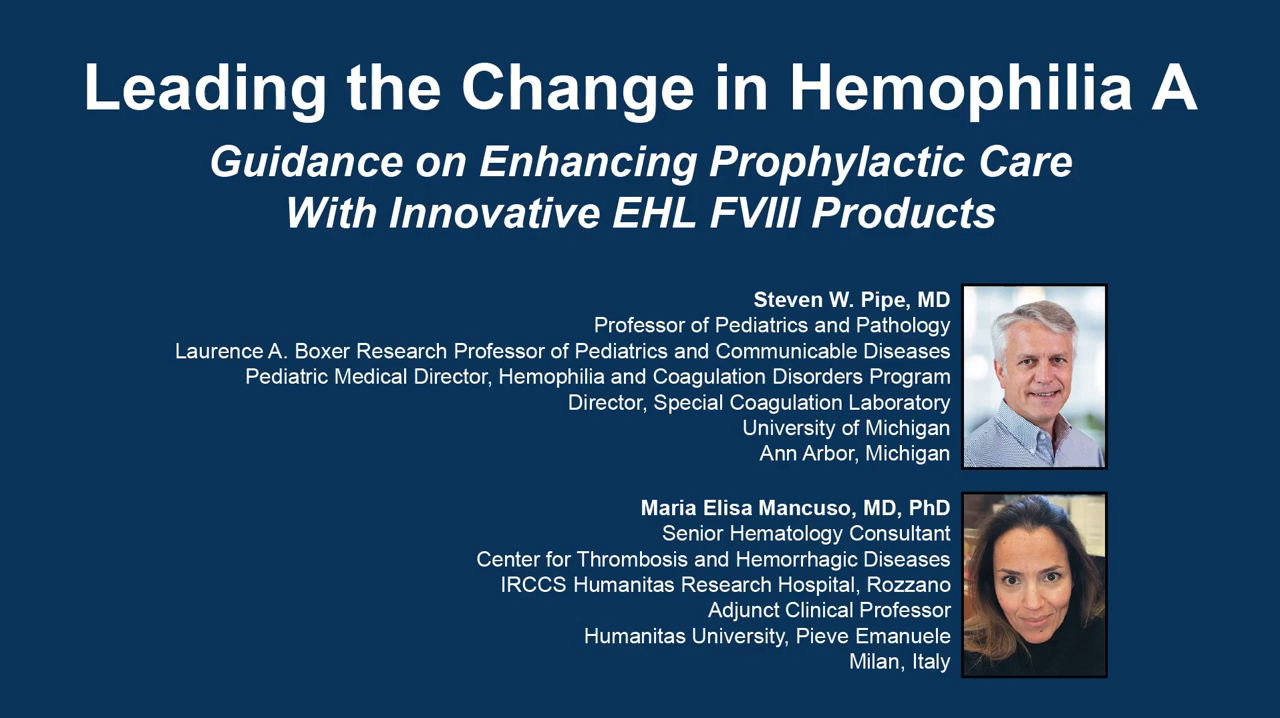 Leading the Change in Hemophilia A
Guidance on Enhancing Prophylactic Care
With Innovative EHL FVIII Products
Steven W. Pipe, MD
Professor of Pediatrics and Pathology
Laurence A. Boxer Research Professor of Pediatrics and Communicable Diseases
Pediatric Medical Director, Hemophilia and Coagulation Disorders Program
Director, Special Coagulation Laboratory
University of Michigan
Ann Arbor, Michigan
Maria Elisa Mancuso, MD, PhD
Senior Hematology Consultant
Center for Thrombosis and Hemorrhagic Diseases
IRCCS Humanitas Research Hospital, Rozzano
Adjunct Clinical Professor
Humanitas University, Pieve Emanuele
Milan, Italy